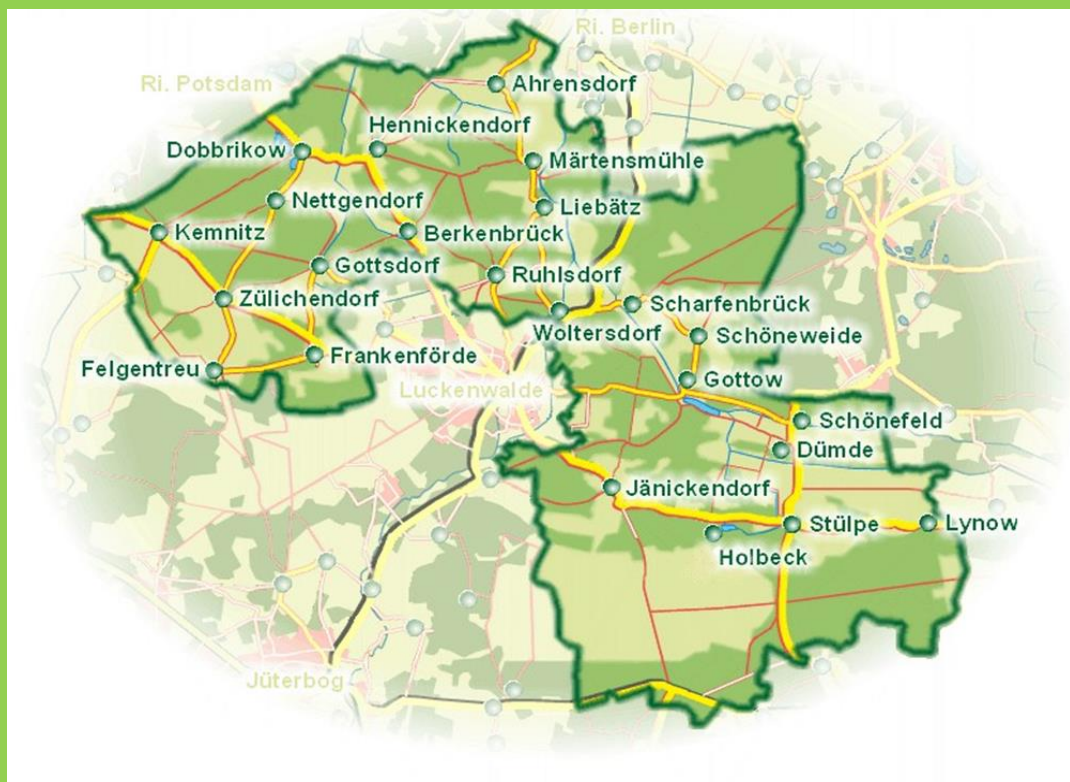 Ri. Berlin
Ri. Potsdam
Ahrensdorf
Hennickendorf
Dobbrikow
Märtensmühle
Nettgendorf
Liebätz
Kemnitz
Berkenbrück
Gottsdorf
Ruhlsdorf
Zülichendorf
Scharfenbrück
Woltersdorf
Schöneweide
Frankenförde
Felgentreu
Gottow
Luckenwalde
Schönefeld
Dümde
Jänickendorf
Stülpe
Lynow
Holbeck
Jüterbog